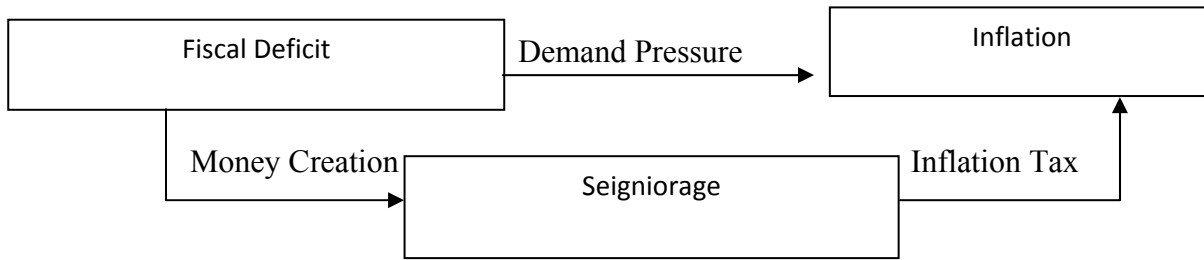 Fiscal Deficit
Demand Pressure
Inflation
Money Creation
Seigniorage
Inflation Tax